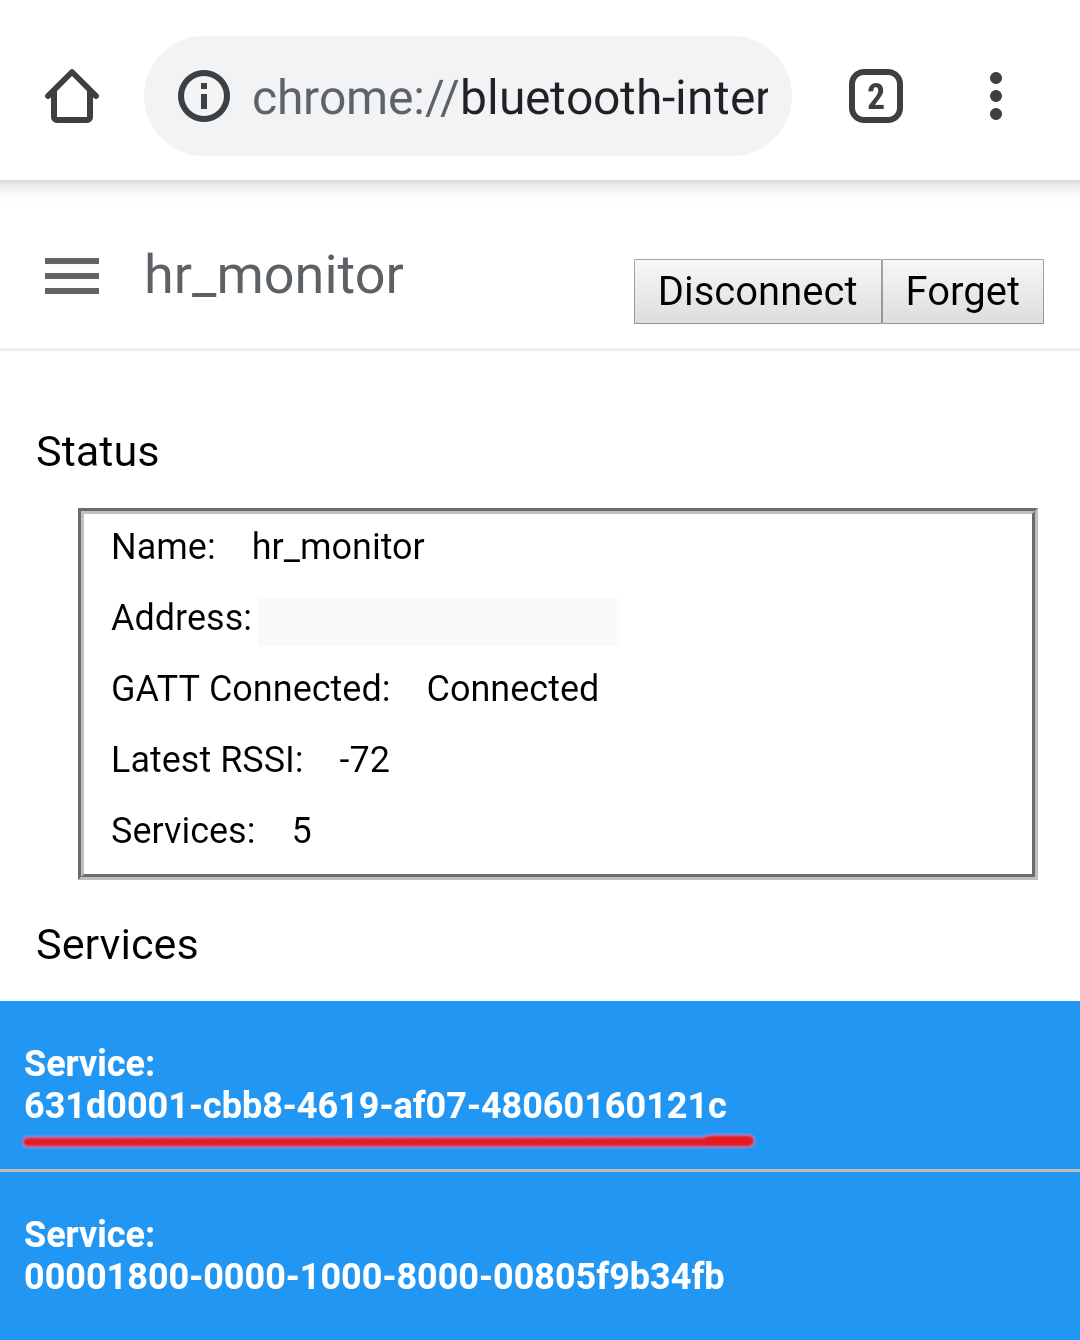 chrome://bluetooth-inter
2
hr_monitor
Disconnect Forget
Status
Name: hr_monitor
Address:
GATT Connected: Connected
Latest RSSI: -72
Services: 5
Services
Service:
631d0001-cbb8-4619-af07-48060160121c
Service:
00001800-0000-1000-8000-00805f9b34fb